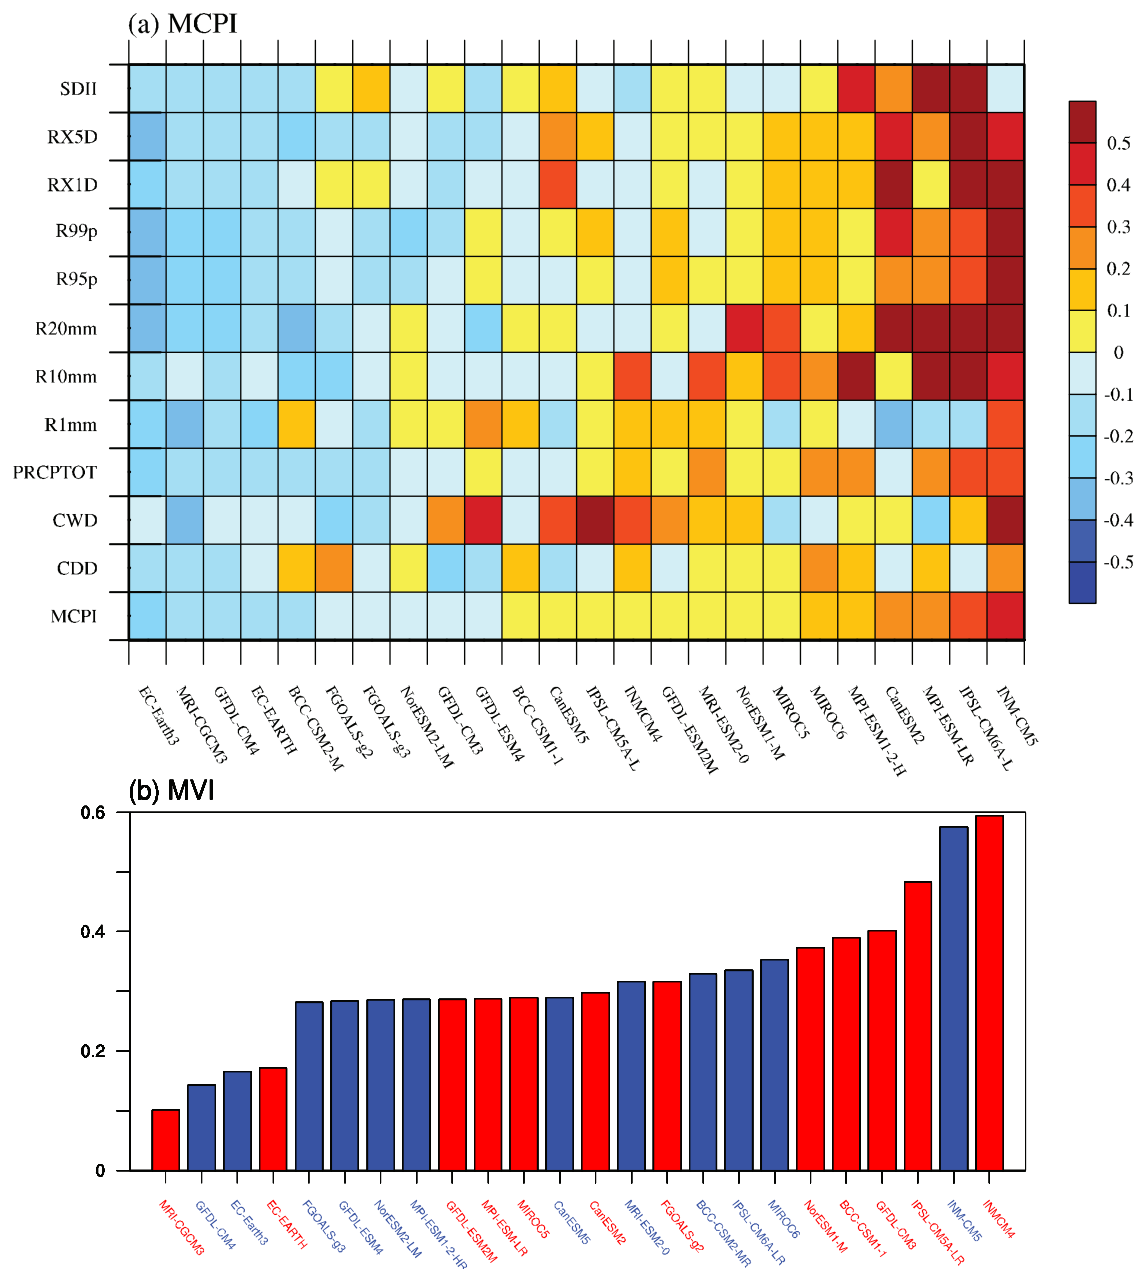 (a) MCPI
SDII
RX5D
RX1D
R99p
R95p
R20mm
R10mm
R1mm
PRCPTOT
CWD
CDD
MCPI
0.5
0.4
0.3
0.2
0.1
0
-0.1
-0.2
-0.3
-0.4
-0.5
EC-Earth3
MRI-CGCM3
GFDL-CM4
EC-EARTH
BCC-CSM2-M
FGOALS-g2
FGOALS-g3
NorESM2-LM
GFDL-CM3
GFDL-ESM4
BCC-CSM1-1
CanESM5
IPSL-CM5A-L
INMCM4
GFDL-ESM2M
MRI-ESM2-0
NorESM1-M
MIROC5
MIROC6
MPI-ESM1-2-H
CanESM2
MPI-ESM-LR
IPSL-CM6A-L
INM-CM5
(b) MVI
0.6
0.4
0.2
0
MRI-CGCM3
GFDL-CM4
EC-Earth3
EC-EARTH
FGOALS-g3
GFDL-ESM4
NorESM2-LM
MPI-ESM1-2-HR
GFDL-ESM2M
MPI-ESM-LR
MIROC5
CanESM5
CanESM2
MRI-ESM2-0
FGOALS-g2
BCC-CSM2-MR
IPSL-CM6A-LR
MIROC6
NorESM1-M
BCC-CSM1-1
GFDL-CM3
IPSL-CM5A-LR
INM-CM5
INMCM4